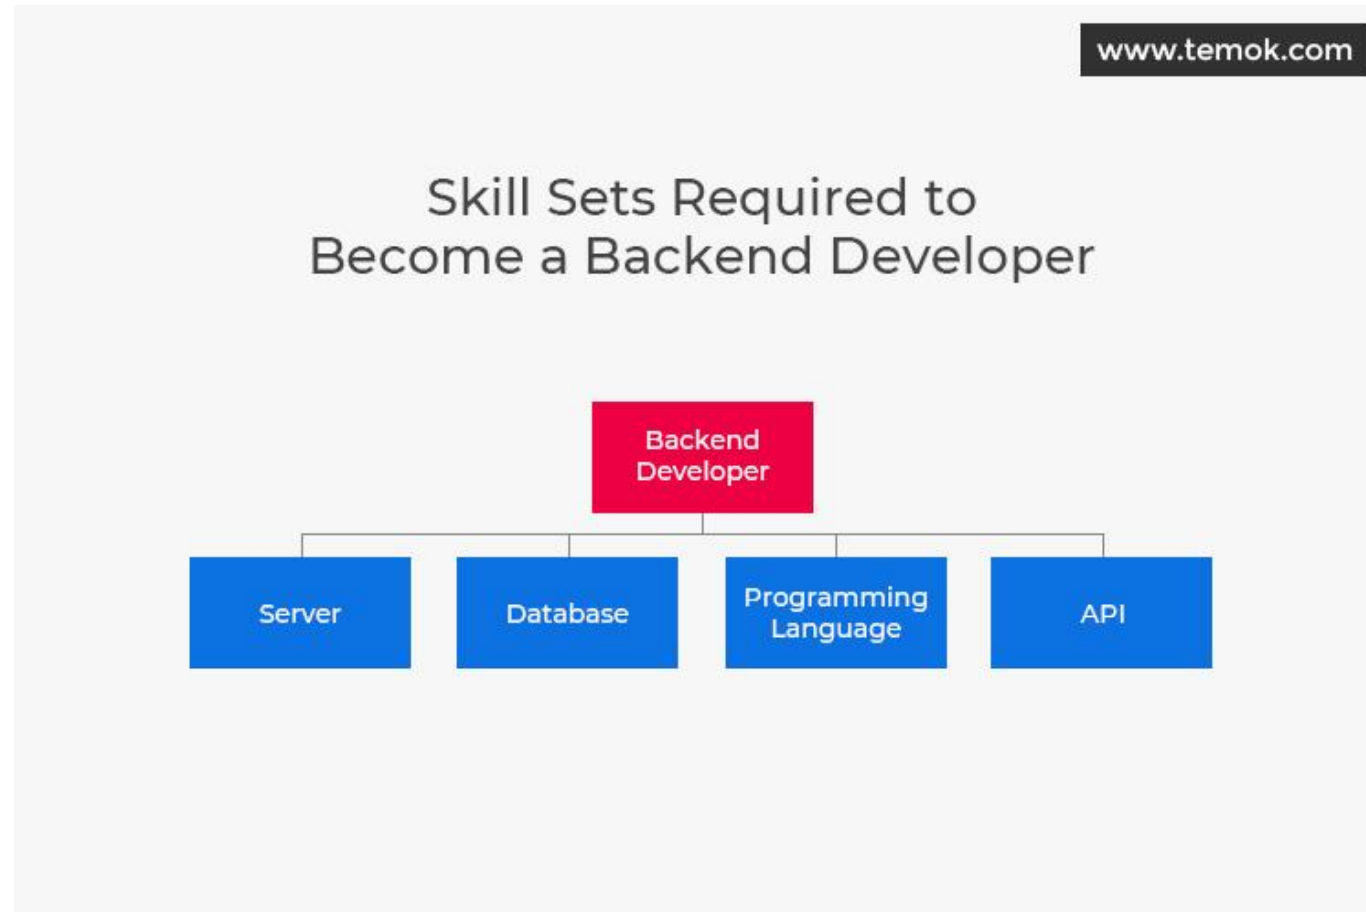 www.temok.com
Skill Sets Required to
Become a Backend Developer
Backend
Developer
Server
Database
Programming
Language
API